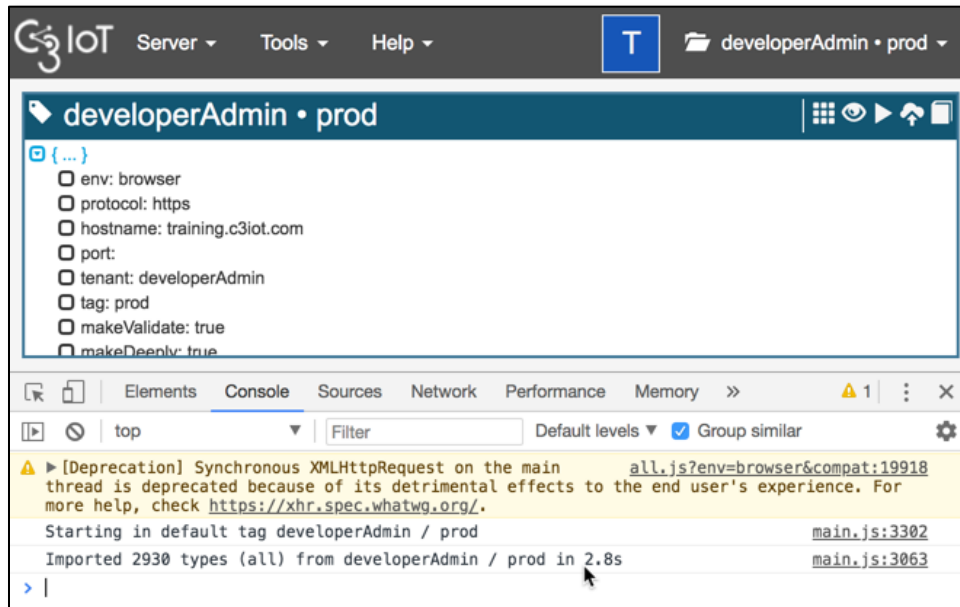 C3 IoT Server Tools Help T developerAdmin • prod
developerAdmin • prod
{ ... }
env: browser
protocol: https
hostname: training.c3iot.com
port:
tenant: developerAdmin
tag: prod
makeValidate: true
makeDeeply: true
Elements Console Sources Network Performance Memory » 1
top Filter Default levels Group similar
[Deprecation] Synchronous XMLHttpRequest on the main all.js?env=browser&compat:19918
thread is deprecated because of its detrimental effects to the end user's experience. For
more help, check https://xhr.spec.whatwg.org/.
Starting in default tag developerAdmin / prod main.js:3302
Imported 2930 types (all) from developerAdmin / prod in 2.8s main.js:3063
>